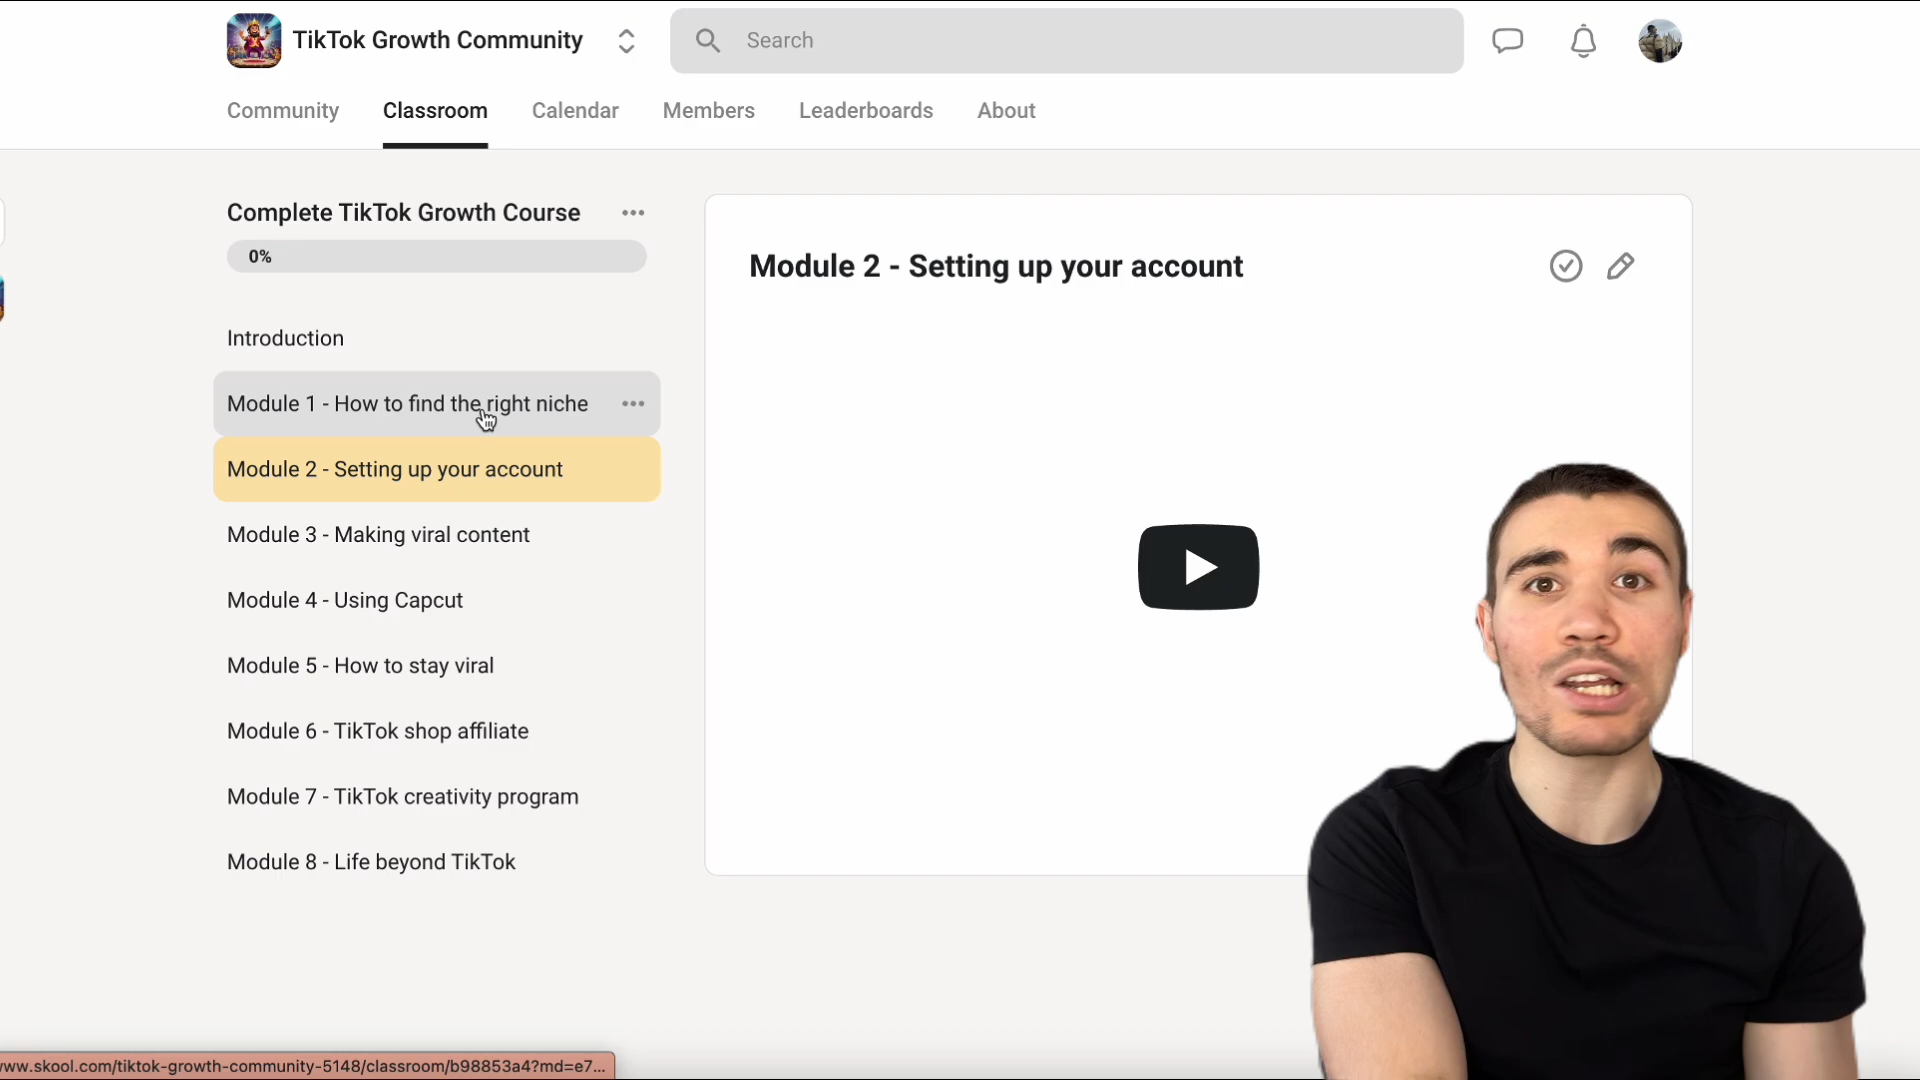 TikTok Growth Community
Search
Community
Classroom
Calendar
Members
Leaderboards
About
Complete TikTok Growth Course
0%
Introduction
Module 1 - How to find the right niche
Module 2 - Setting up your account
Module 3 - Making viral content
Module 4 - Using Capcut
Module 5 - How to stay viral
Module 6 - TikTok shop affiliate
Module 7 - TikTok creativity program
Module 8 - Life beyond TikTok
Module 2 - Setting up your account
www.skool.com/tiktok-growth-community-5148/classroom/b98853a4?md=e7...